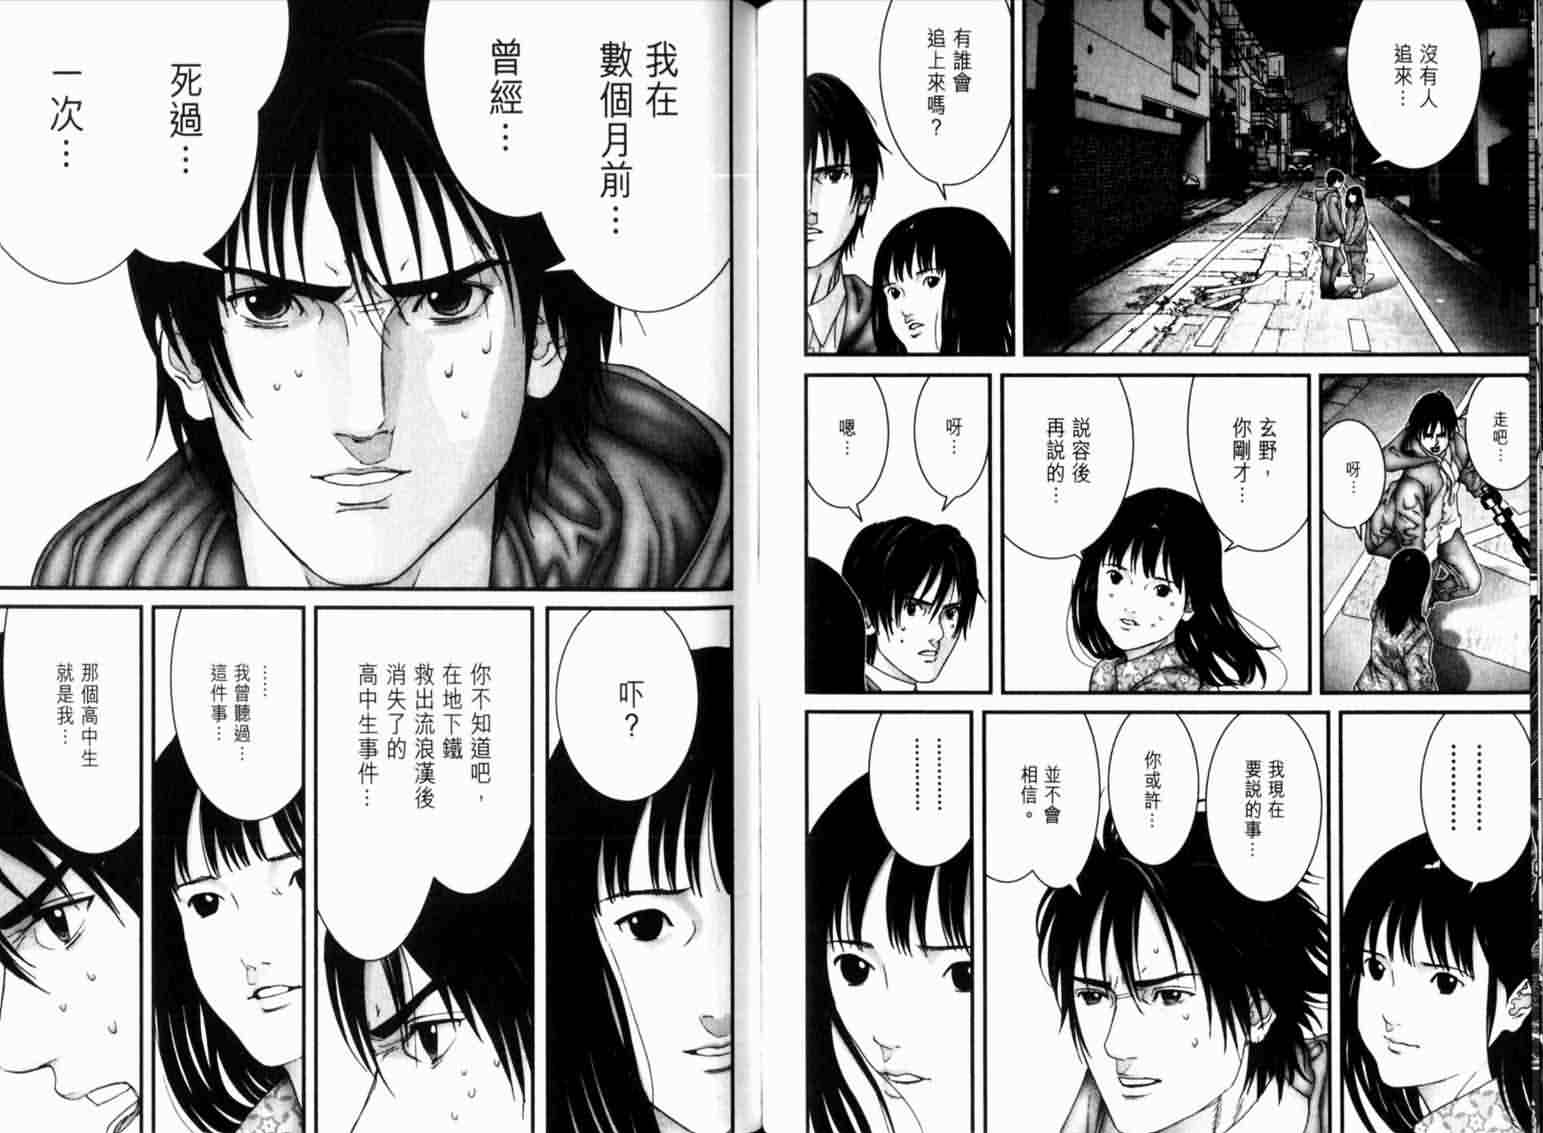 沒有人
追來…
有誰會
追上來嗎？
走吧…
呀…
玄野，
你剛才…
説容後
再説的…
呀…
嗯…
…………
我現在
要説的事…
你或許…
並不會
相信。
…………
我在
數個月前…
曾經…
死過…
一次…
吓？
你不知道吧，
在地下鐵
救出流浪漢後
消失了的
高中生事件…
……
我曾聽過…
這件事…
那個高中生
就是我…